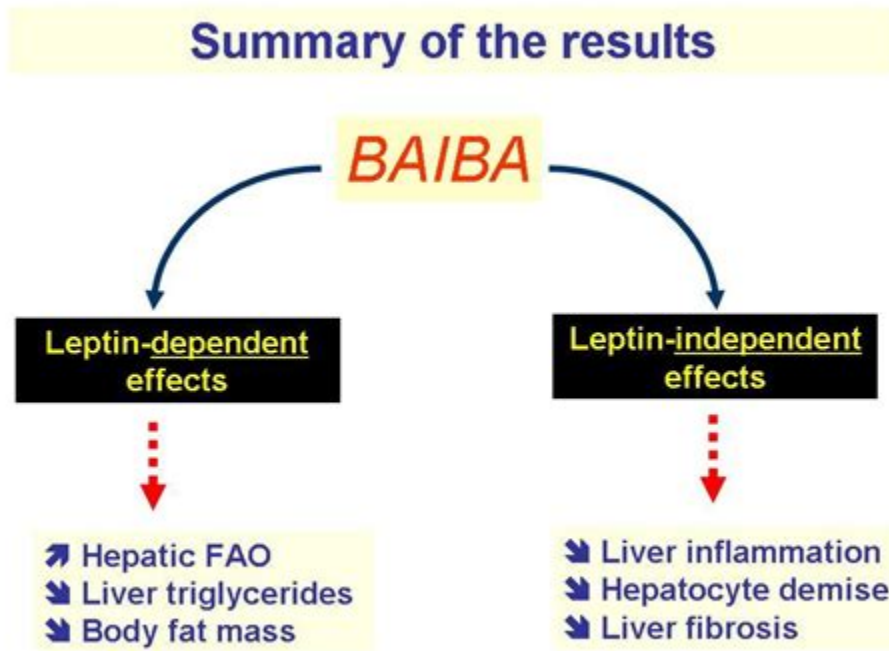 Summary of the results
BAIBA
Leptin-dependent
effects
Leptin-independent
effects
Hepatic FAO
Liver triglycerides
Body fat mass
Liver inflammation
Hepatocyte demise
Liver fibrosis